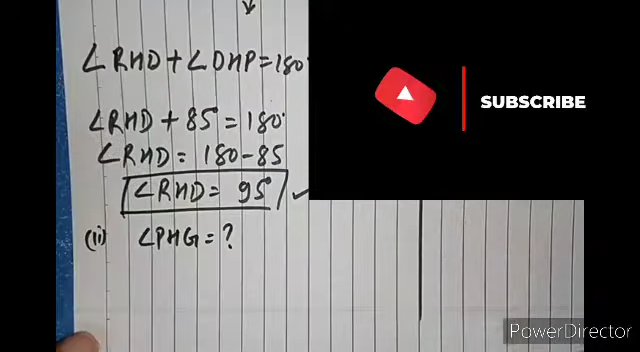 ∠RHD + ∠DHP = 180°
∠RHD + 85° = 180°
∠RHD = 180 - 85
∠RHD = 95°
(ii) ∠PHG = ?
SUBSCRIBE
PowerDirector